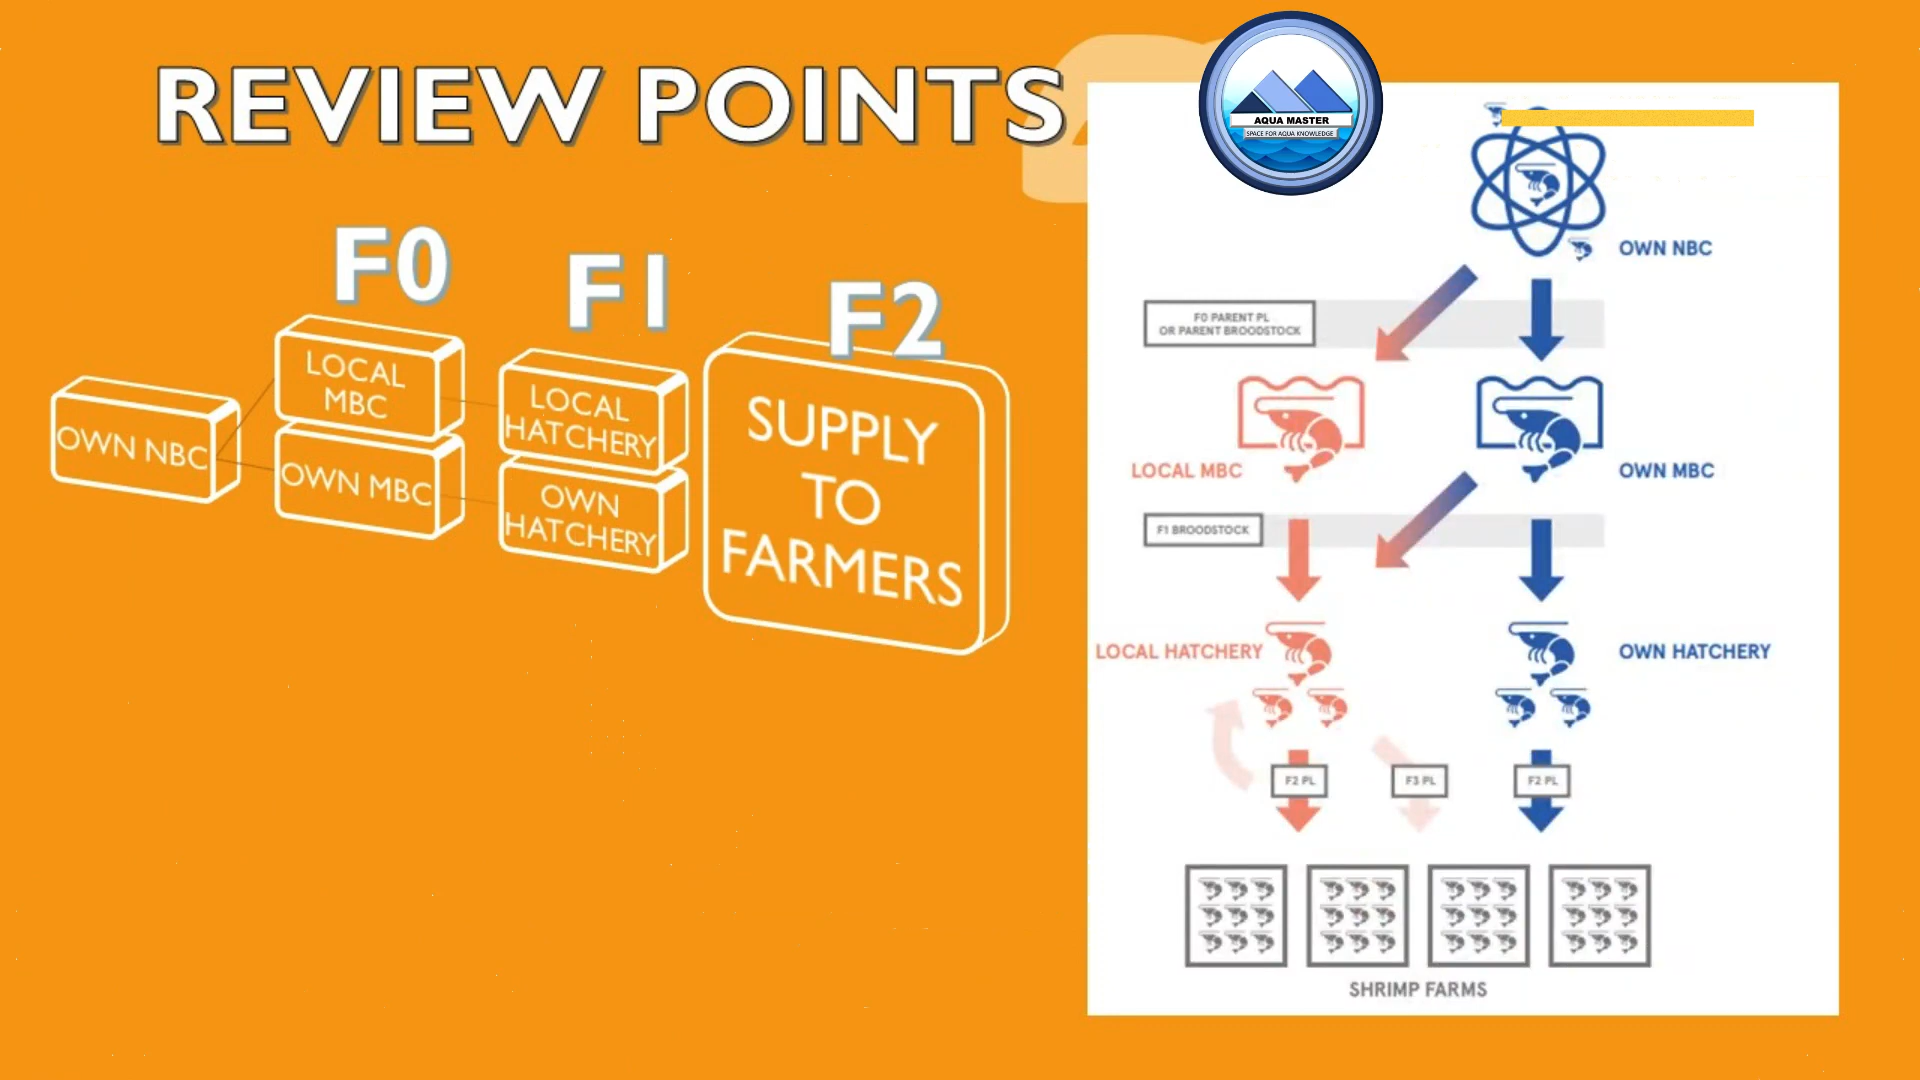 REVIEW POINTS
F0
F1
F2
OWN NBC
LOCAL
MBC
OWN MBC
LOCAL
HATCHERY
OWN
HATCHERY
SUPPLY
TO
FARMERS
AQUA MASTER
SPACE FOR AQUA KNOWLEDGE
OWN NBC
F0 PARENT PL
OR PARENT BROODSTOCK
LOCAL MBC
OWN MBC
F1 BROODSTOCK
LOCAL HATCHERY
OWN HATCHERY
F2 PL
F3 PL
F2 PL
SHRIMP FARMS